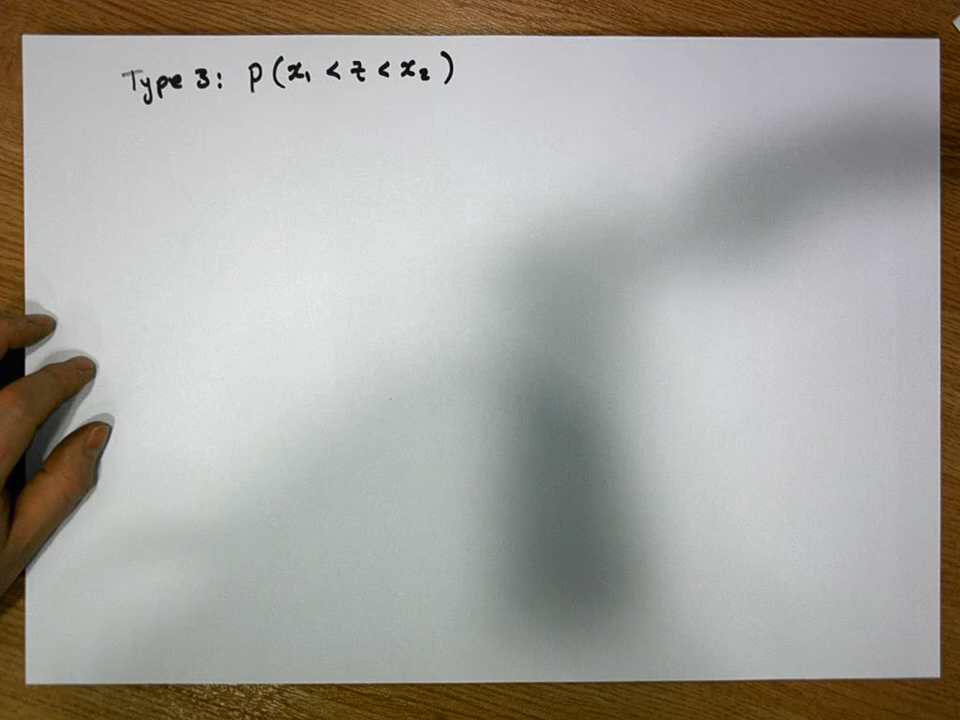 Type 3: P(x₁ < z < x₂)